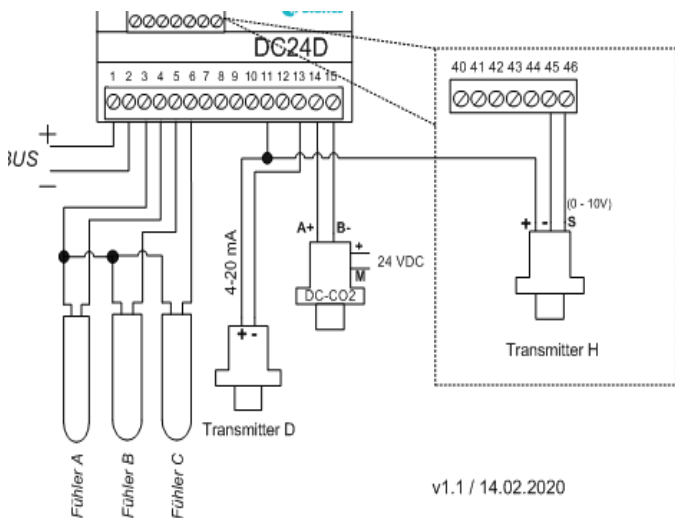 DC24D
1 2 3 4 5 6 7 8 9 10 11 12 13 14 15
40 41 42 43 44 45 46
+
BUS
–
4-20 mA
A+ B-
+
24 VDC
M
DC-CO2
+ - S
(0 - 10V)
Transmitter H
+ -
Transmitter D
Fühler A
Fühler B
Fühler C
v1.1 / 14.02.2020